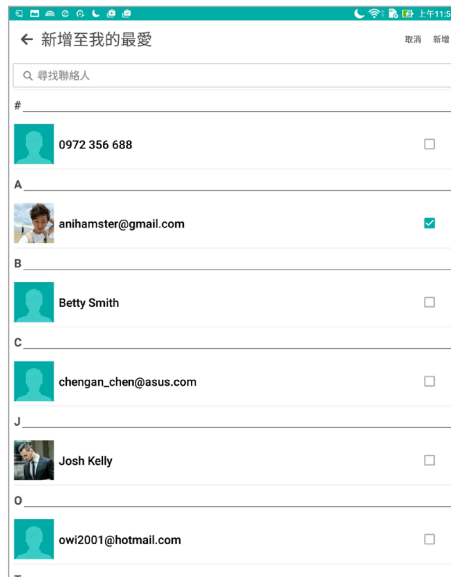 上午11:5
新增至我的最愛
取消 新增
尋找聯絡人
#
0972 356 688
A
anihamster@gmail.com
B
Betty Smith
C
chengan_chen@asus.com
J
Josh Kelly
O
owi2001@hotmail.com